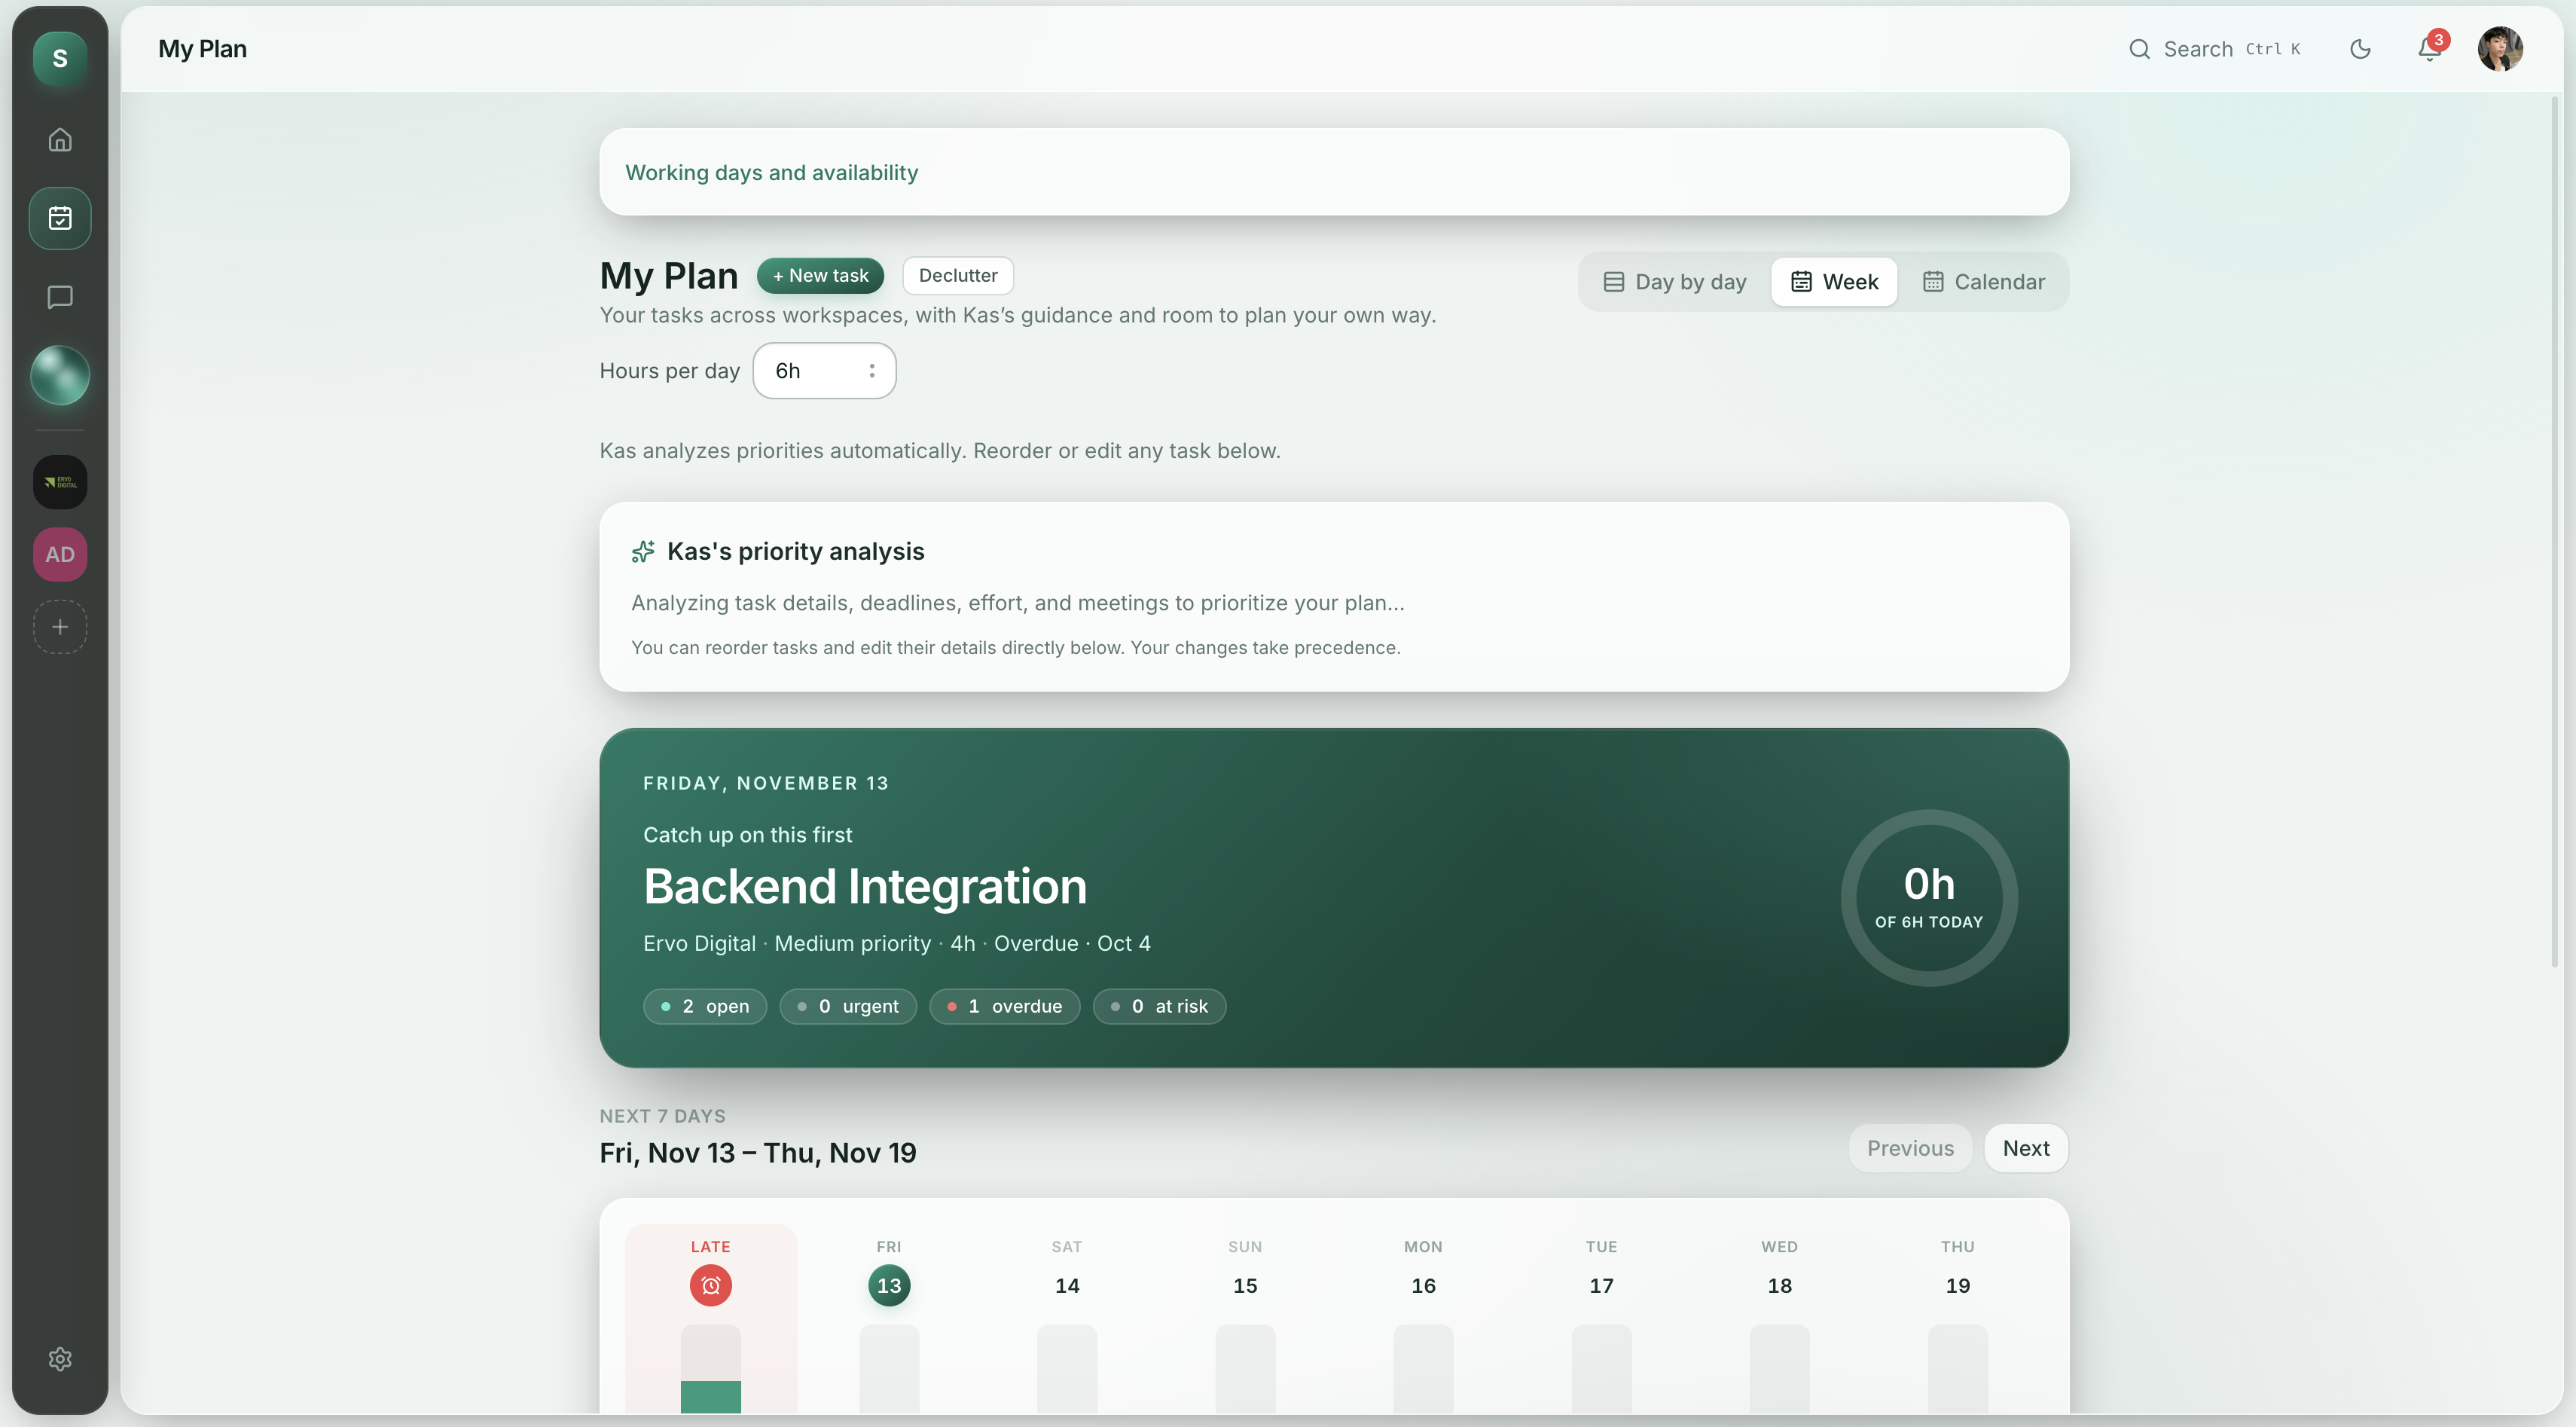 S
My Plan
Search Ctrl K
3
ERVO
DIGITAL
AD
Working days and availability
My Plan + New task Declutter
Day by day Week Calendar
Your tasks across workspaces, with Kas’s guidance and room to plan your own way.
Hours per day 6h
Kas analyzes priorities automatically. Reorder or edit any task below.
Kas's priority analysis
Analyzing task details, deadlines, effort, and meetings to prioritize your plan...
You can reorder tasks and edit their details directly below. Your changes take precedence.
FRIDAY, NOVEMBER 13
Catch up on this first
Backend Integration
Ervo Digital · Medium priority · 4h · Overdue · Oct 4
0h
OF 6H TODAY
2 open 0 urgent 1 overdue 0 at risk
NEXT 7 DAYS
Fri, Nov 13 – Thu, Nov 19
Previous Next
LATE FRI SAT SUN MON TUE WED THU
13 14 15 16 17 18 19